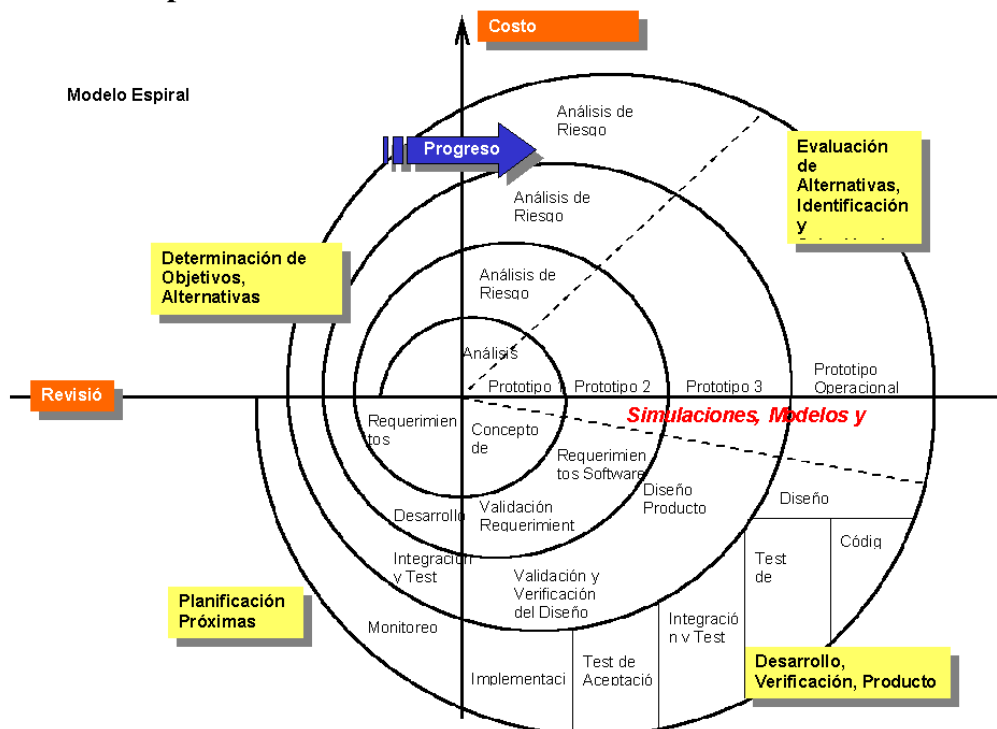 Costo
Modelo Espiral
Análisis de
Riesgo
Progreso
Evaluación
de
Alternativas,
Identificación
y
Análisis de
Riesgo
Determinación de
Objetivos,
Alternativas
Análisis de
Riesgo
Análisis
Prototipo
Prototipo 2
Prototipo 3
Prototipo
Operacional
Revisió
Simulaciones, Modelos y
Requerimien
tos
Concepto
de
Requerimien
tos Software
Diseño
Producto
Diseño
Desarrollo
Validación
Requerimient
Integración
y Test
Validación y
Verificación
del Diseño
Test
de
Códig
Planificación
Próximas
Monitoreo
Integració
n y Test
Implementaci
Test de
Aceptació
Desarrollo,
Verificación, Producto